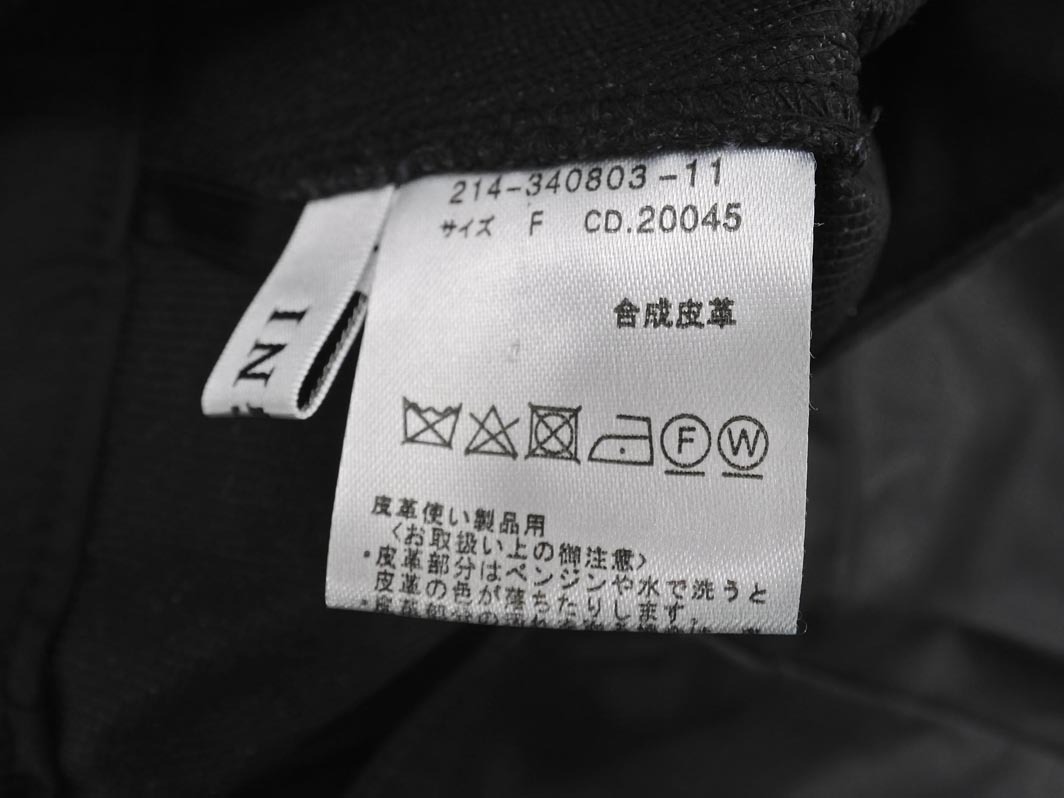 214-340803-11
サイズ F CD.20045
合成皮革
F W
皮革使い製品用
〈お取扱い上の御注意〉
・皮革部分はベンジンや水で洗うと
皮革の色が落ちたりします。
NI